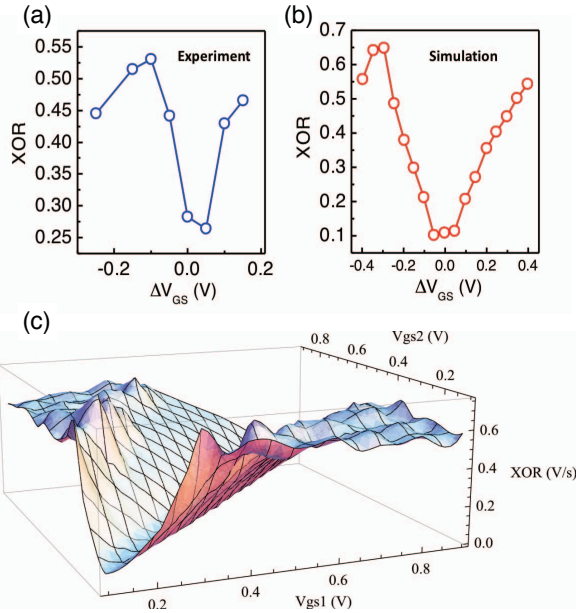 (a)
(b)
Experiment
XOR
0.55
0.50
0.45
0.40
0.35
0.30
0.25
-0.2
0.0
0.2
ΔV_GS (V)
Simulation
XOR
0.7
0.6
0.5
0.4
0.3
0.2
0.1
-0.4
-0.2
0.0
0.2
0.4
ΔV_GS (V)
(c)
Vgs2 (V)
0.8
0.6
0.4
0.2
0.6
0.4
0.2
0.0
XOR (V/s)
0.2
0.4
0.6
0.8
Vgs1 (V)